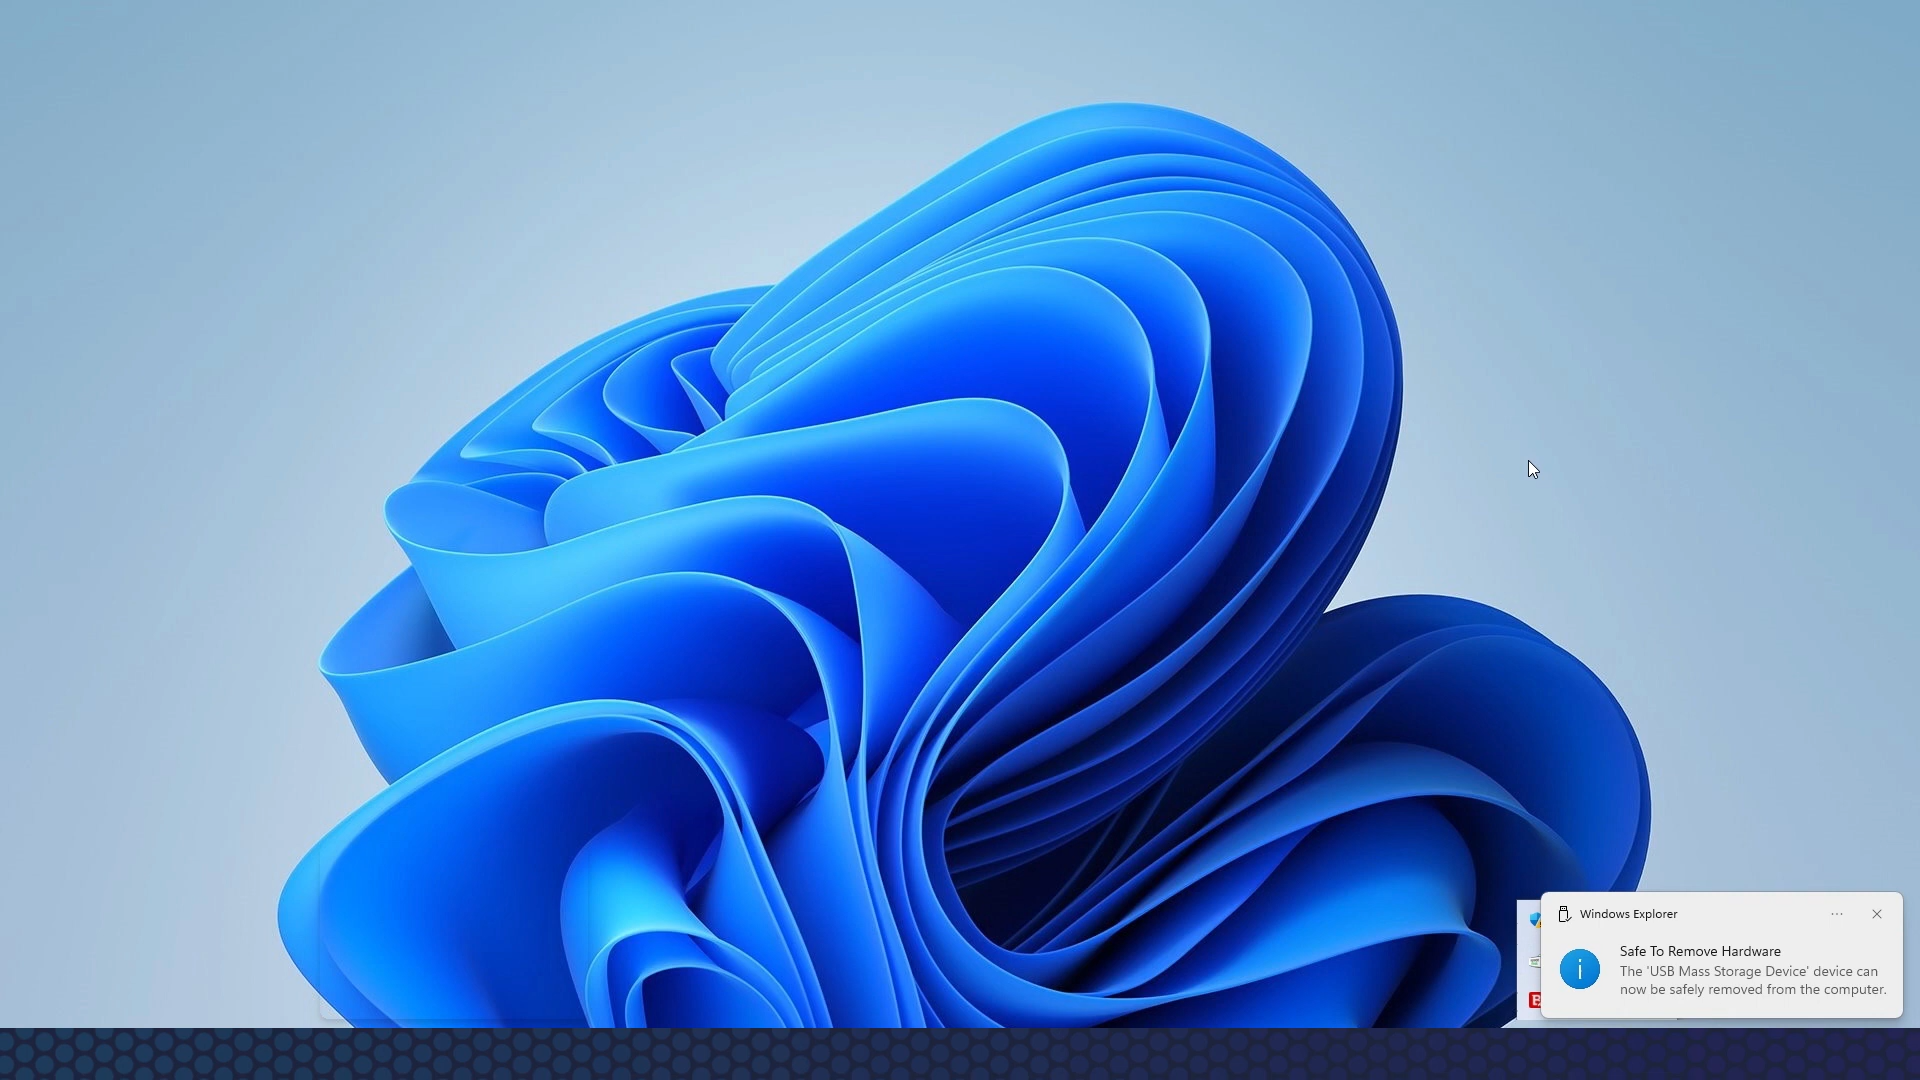 Windows Explorer
Safe To Remove Hardware
The 'USB Mass Storage Device' device can
now be safely removed from the computer.